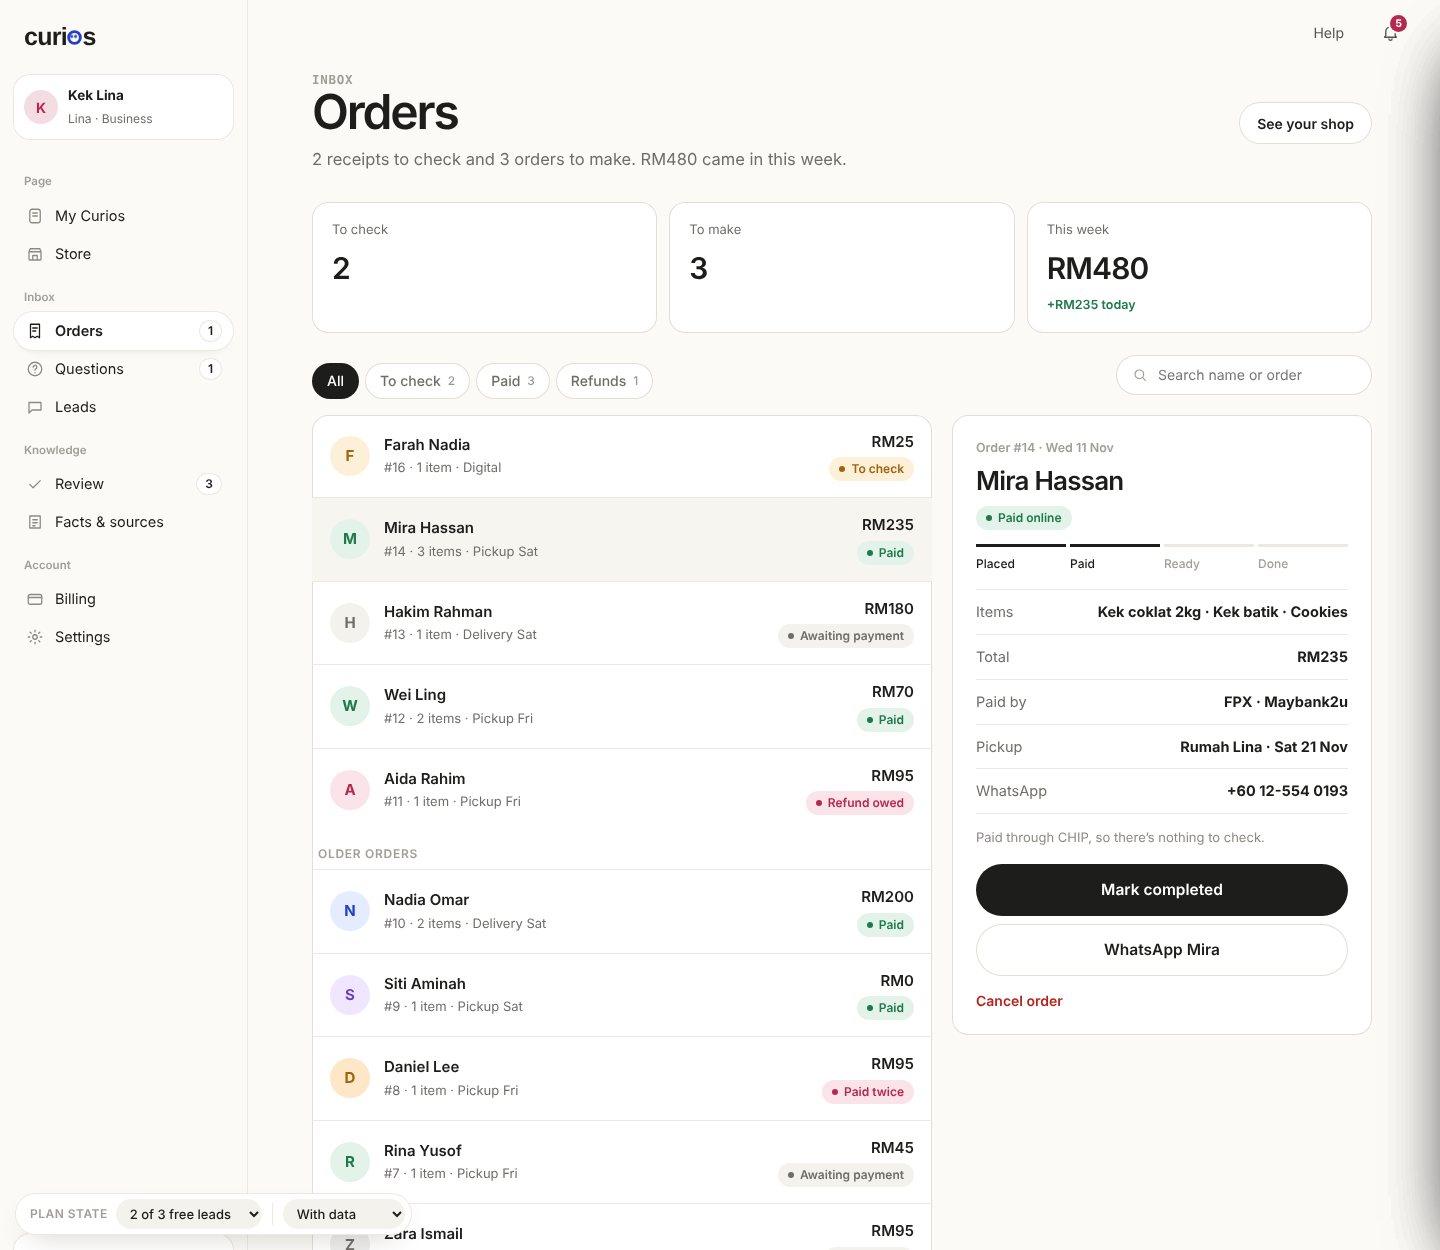 curios
K
Kek Lina
Lina · Business
Page
My Curios
Store
Inbox
Orders 1
Questions 1
Leads
Knowledge
Review 3
Facts & sources
Account
Billing
Settings
PLAN STATE 2 of 3 free leads With data
Help 5
INBOX
Orders
See your shop
2 receipts to check and 3 orders to make. RM480 came in this week.
To check
2
To make
3
This week
RM480
+RM235 today
All To check 2 Paid 3 Refunds 1
Search name or order
F
Farah Nadia RM25
#16 · 1 item · Digital To check
M
Mira Hassan RM235
#14 · 3 items · Pickup Sat Paid
H
Hakim Rahman RM180
#13 · 1 item · Delivery Sat Awaiting payment
W
Wei Ling RM70
#12 · 2 items · Pickup Fri Paid
A
Aida Rahim RM95
#11 · 1 item · Pickup Fri Refund owed
OLDER ORDERS
N
Nadia Omar RM200
#10 · 2 items · Delivery Sat Paid
S
Siti Aminah RM0
#9 · 1 item · Pickup Sat Paid
D
Daniel Lee RM95
#8 · 1 item · Pickup Fri Paid twice
R
Rina Yusof RM45
#7 · 1 item · Pickup Fri Awaiting payment
Z
Zara Ismail RM95
Order #14 · Wed 11 Nov
Mira Hassan
Paid online
Placed Paid Ready Done
Items Kek coklat 2kg · Kek batik · Cookies
Total RM235
Paid by FPX · Maybank2u
Pickup Rumah Lina · Sat 21 Nov
WhatsApp +60 12-554 0193
Paid through CHIP, so there's nothing to check.
Mark completed
WhatsApp Mira
Cancel order